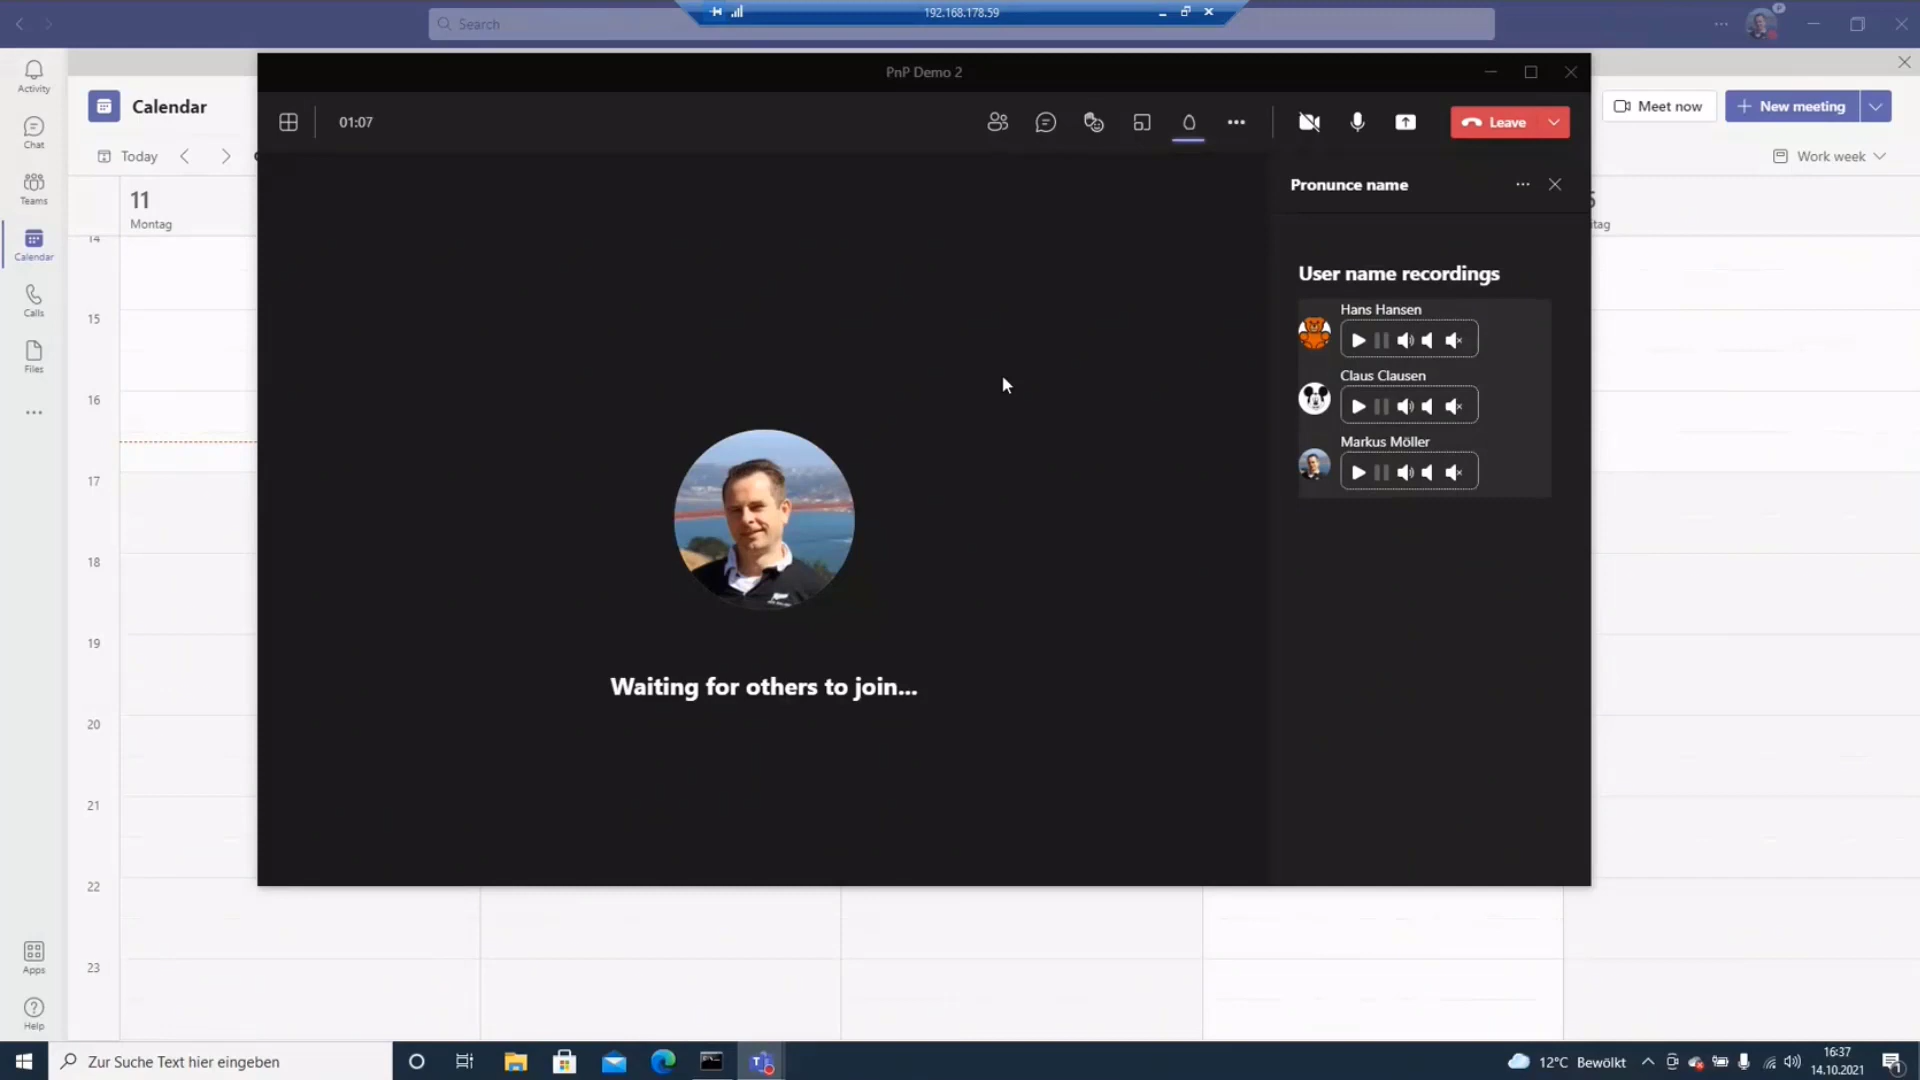 192.168.178.59
Search
Activity
Chat
Teams
Calendar
Calls
Files
Apps
Help
Calendar
Meet now
New meeting
Today
Work week
11
Montag
itag
14
15
16
17
18
19
20
21
22
23
PnP Demo 2
01:07
Leave
Pronunce name
User name recordings
Hans Hansen
Claus Clausen
Markus Möller
Waiting for others to join...
Zur Suche Text hier eingeben
12°C Bewölkt
16:37
14.10.2021